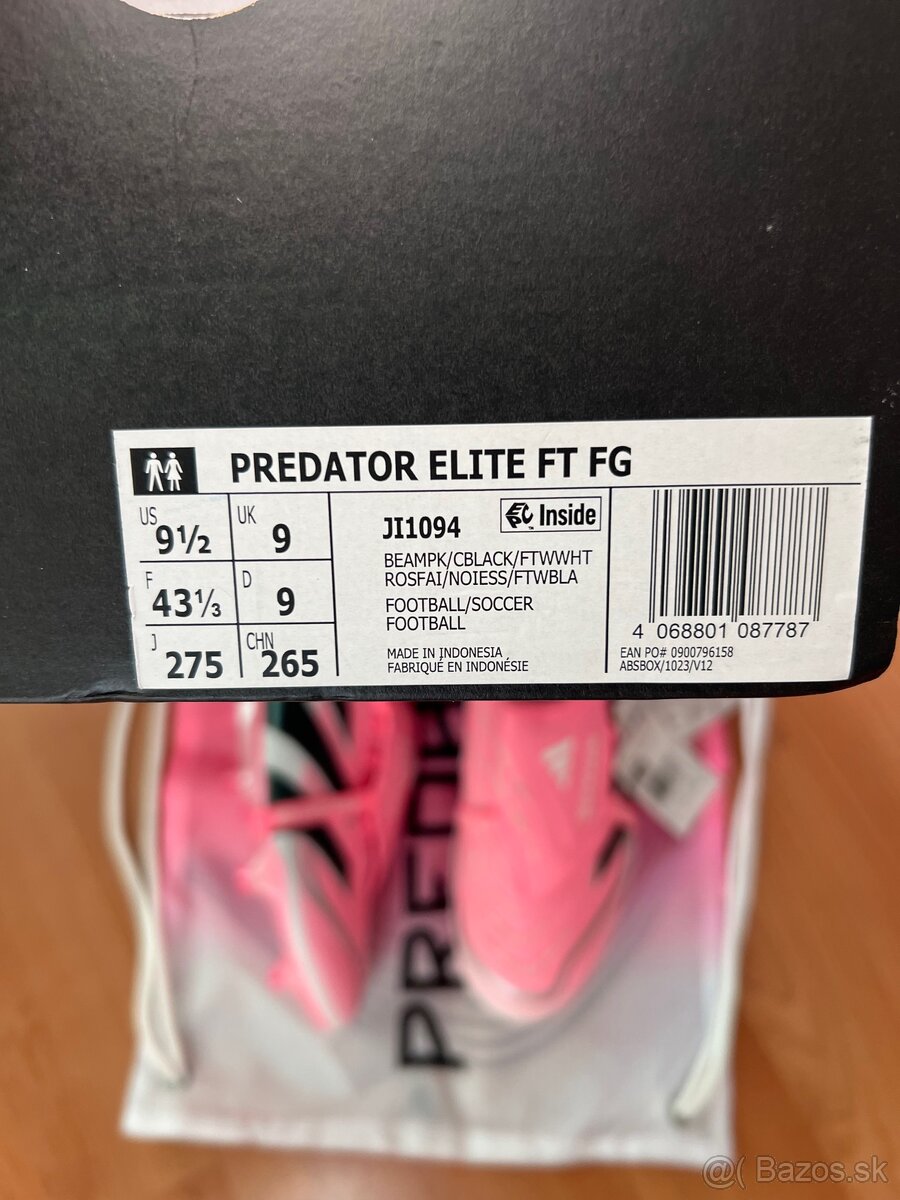 PREDATOR ELITE FT FG
US 9½ UK 9
F 43⅓ D 9
J 275 CHN 265
JI1094
Inside
BEAMPK/CBLACK/FTWWHT
ROSFAI/NOIESS/FTWBLA
FOOTBALL/SOCCER
FOOTBALL
MADE IN INDONESIA
FABRIQUÉ EN INDONÉSIE
4 068801 087787
EAN PO# 0900796158
ABSBOX/1023/V12
PRED
@( Bazos.sk